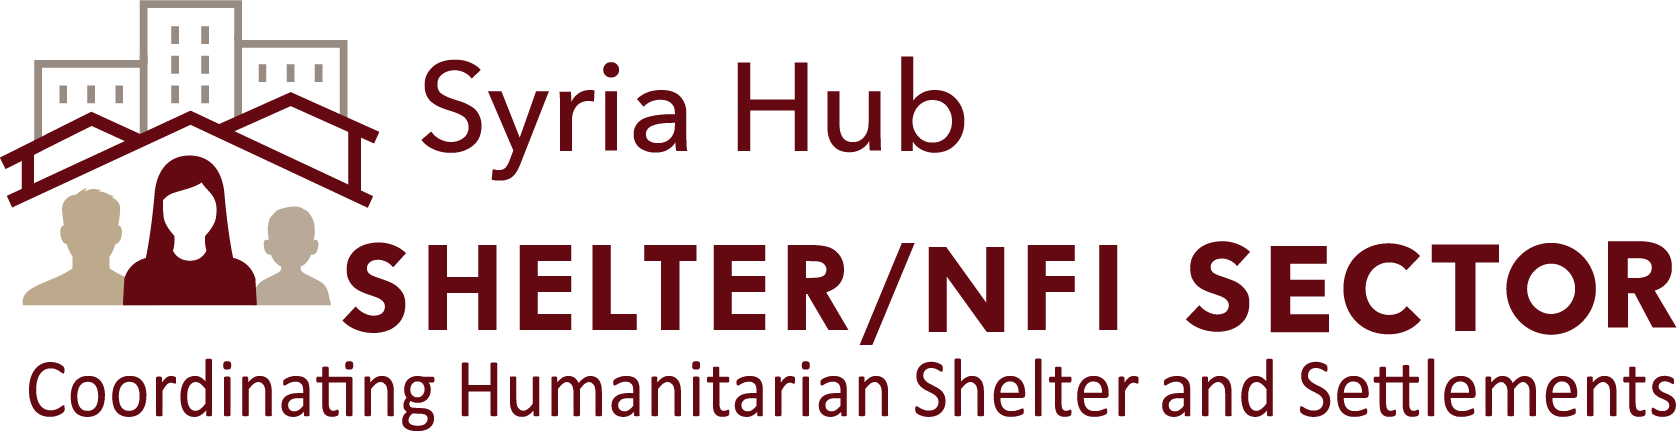 Syria Hub
SHELTER/NFI SECTOR
Coordinating Humanitarian Shelter and Settlements